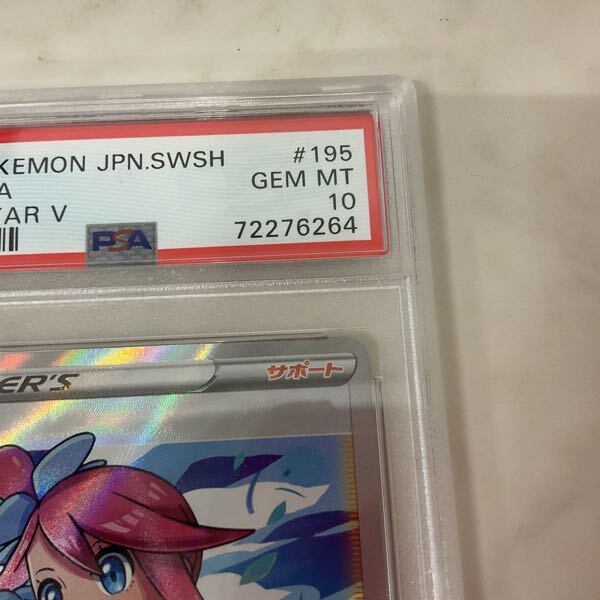 KEMON JPN.SWSH #195
A GEM MT
TAR V 10
PSA 72276264
ER'S サポート